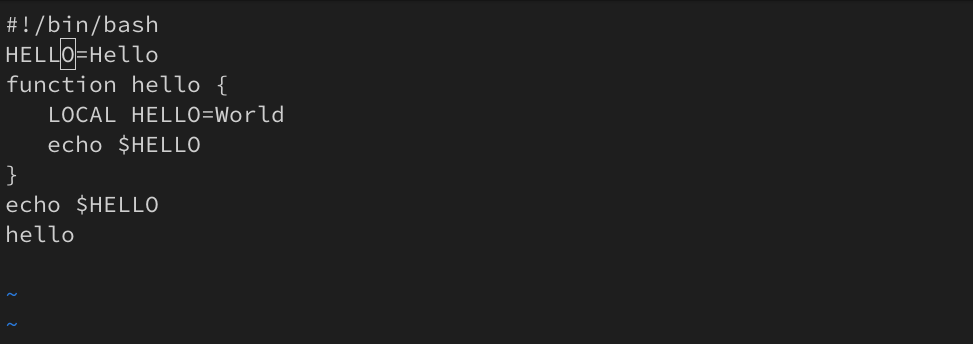 #!/bin/bash
HELLO=Hello
function hello {
   LOCAL HELLO=World
   echo $HELLO
}
echo $HELLO
hello

~
~